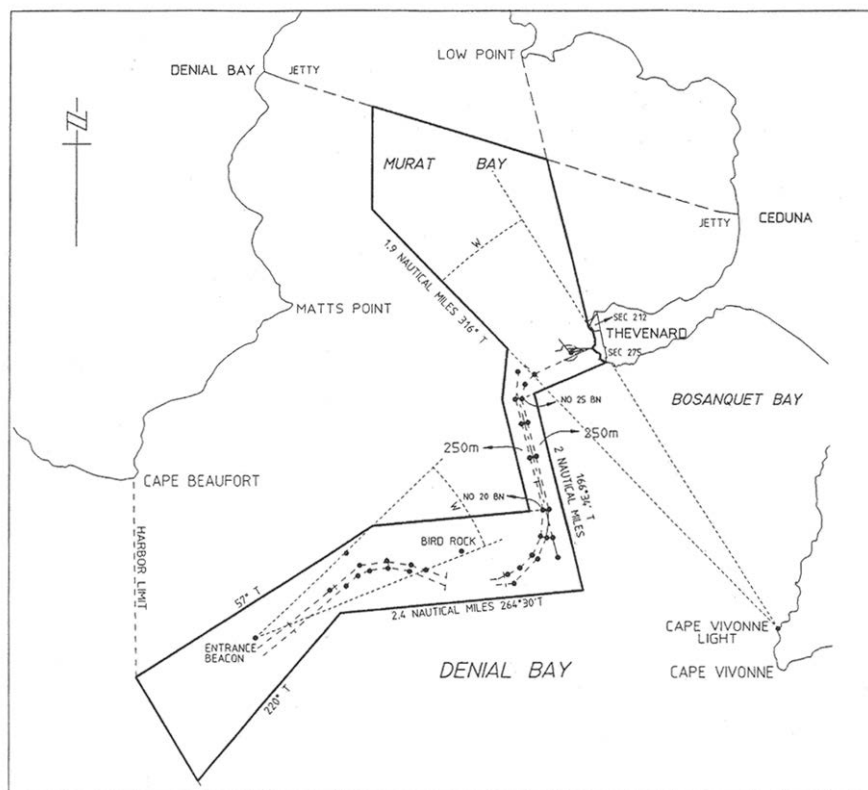 LOW POINT
DENIAL BAY
JETTY
N
MURAT BAY
JETTY
CEDUNA
W
1.9 NAUTICAL MILES 316° T
MATTS POINT
SEC 212
THEVENARD
SEC 275
NO 25 BN
BOSANQUET BAY
250m
250m
166°34' T
2 NAUTICAL MILES
CAPE BEAUFORT
NO 20 BN
W
HARBOR LIMIT
BIRD ROCK
57° T
2.4 NAUTICAL MILES 264°30'T
ENTRANCE
BEACON
CAPE VIVONNE
LIGHT
220° T
DENIAL BAY
CAPE VIVONNE